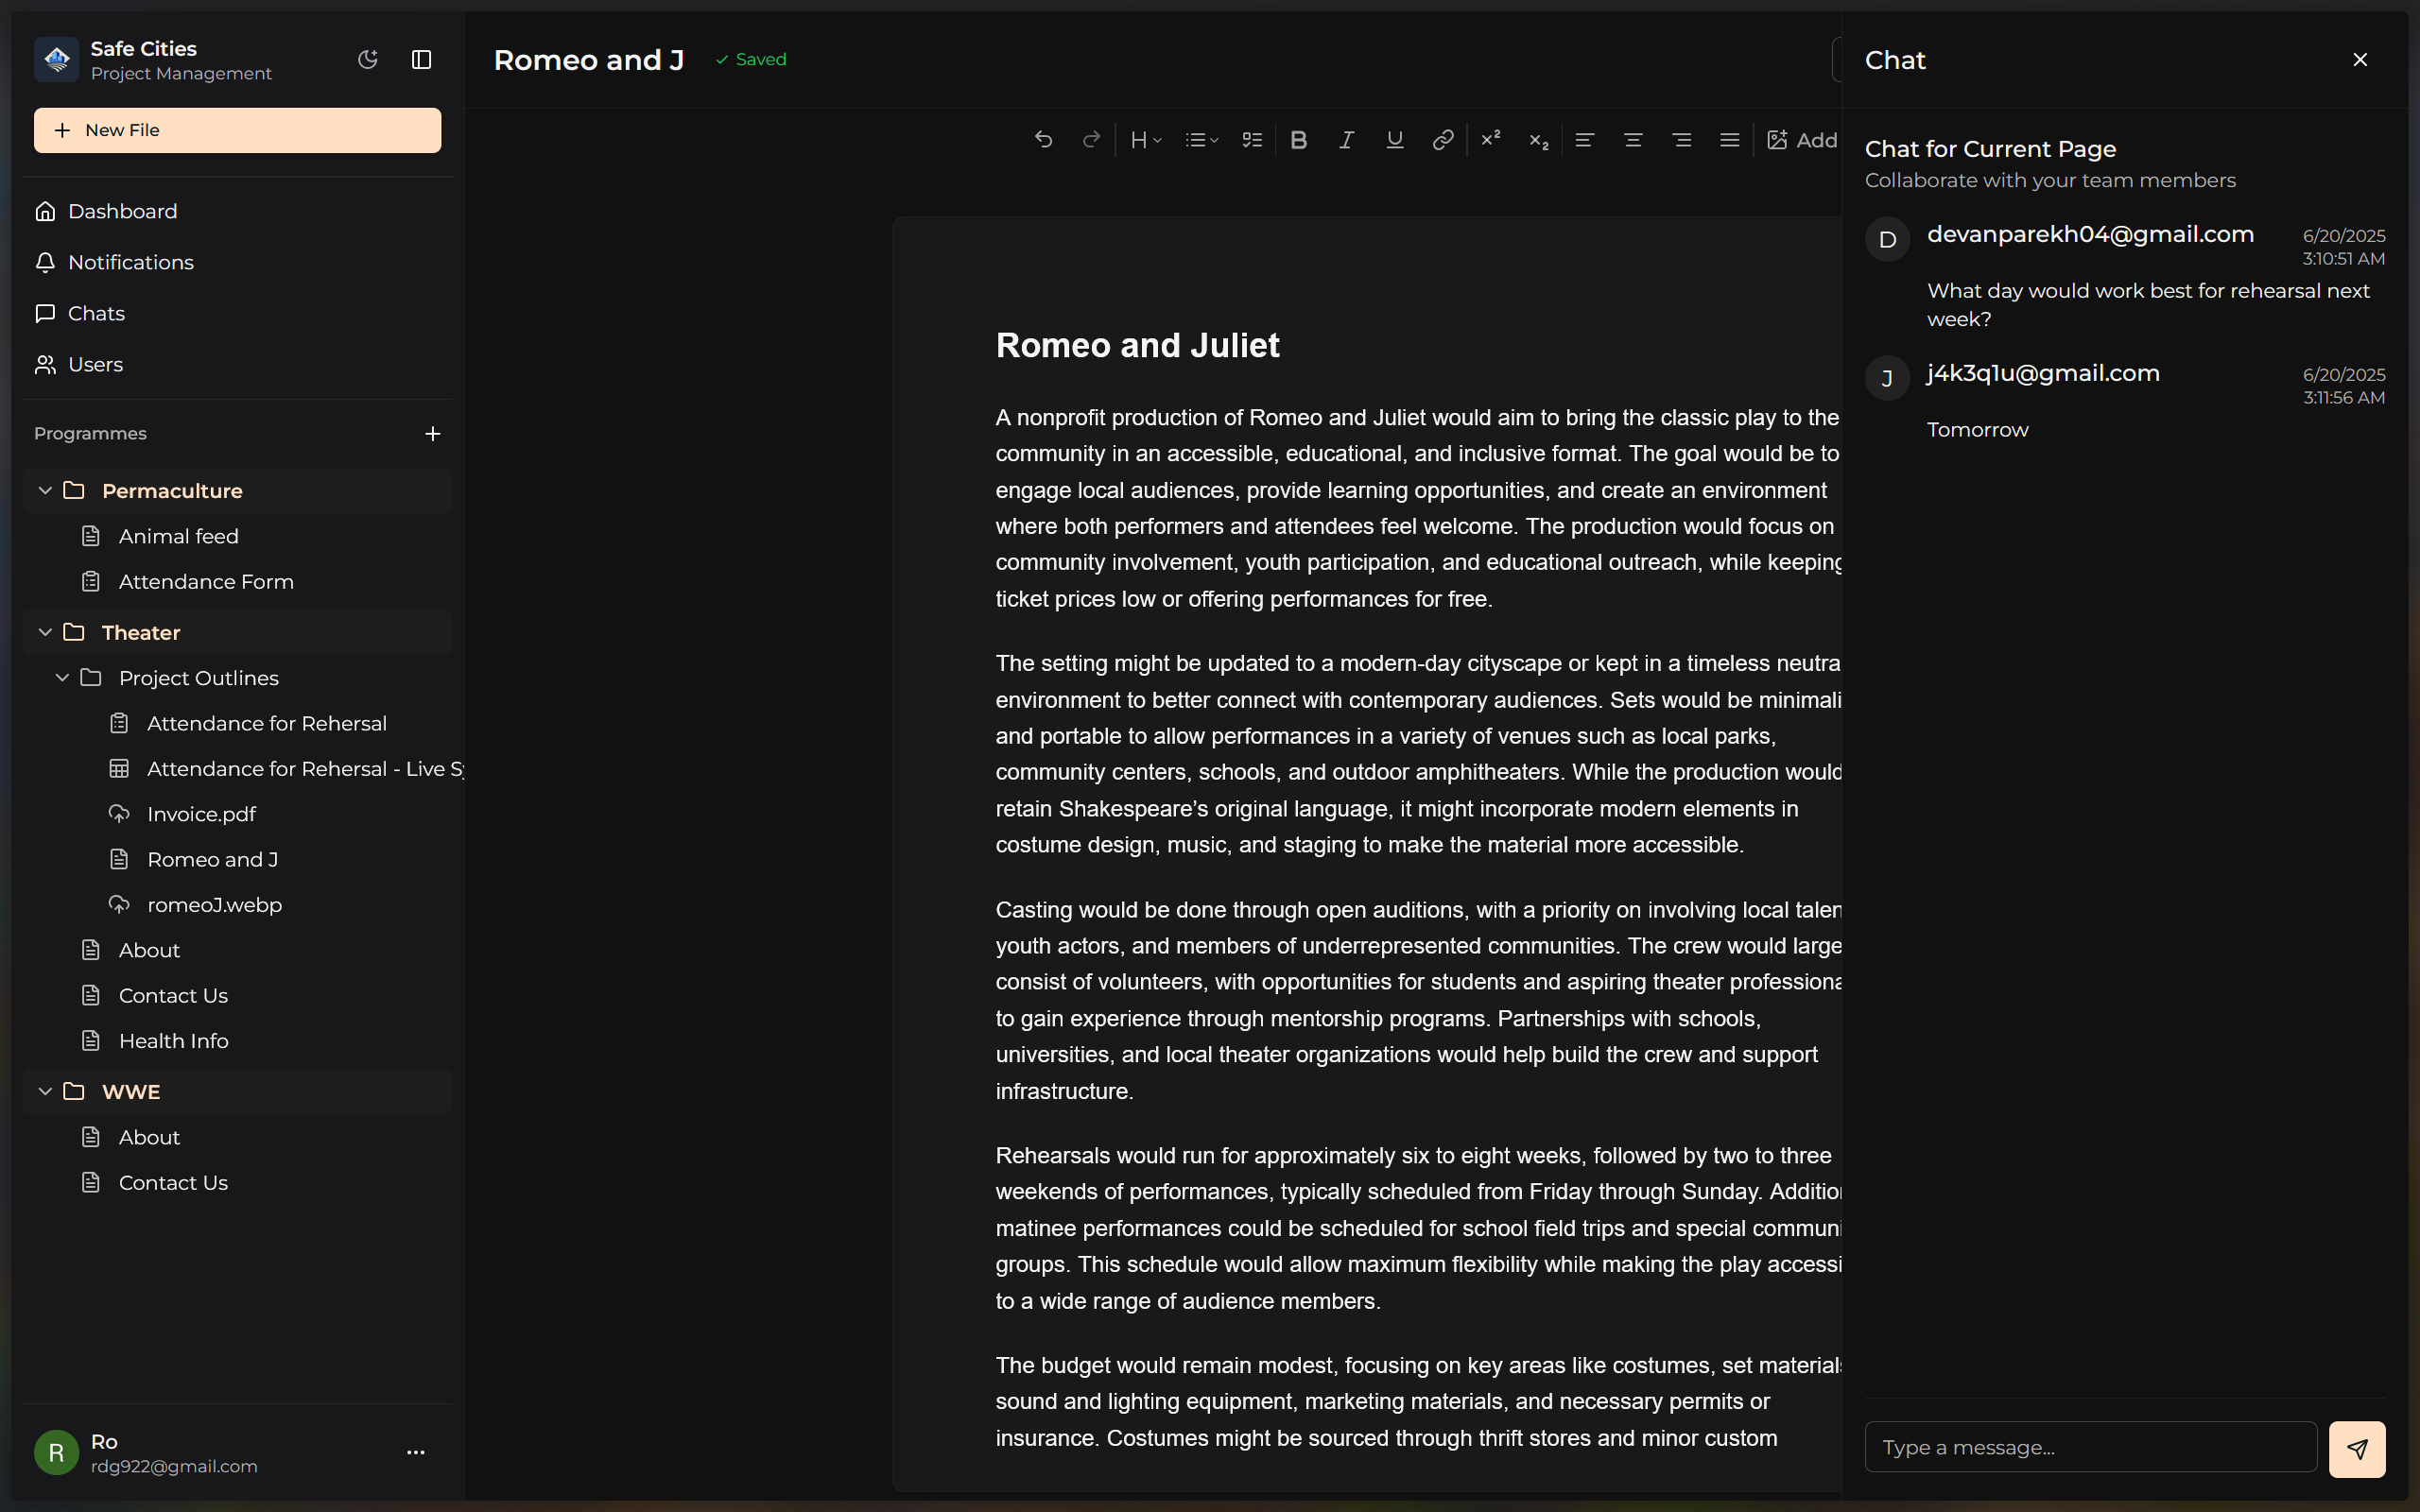 Safe Cities
Project Management
New File
Dashboard
Notifications
Chats
Users
Programmes
Permaculture
Animal feed
Attendance Form
Theater
Project Outlines
Attendance for Rehersal
Attendance for Rehersal - Live
Invoice.pdf
Romeo and J
romeoJ.webp
About
Contact Us
Health Info
WWE
About
Contact Us
R
Ro
rdg922@gmail.com
Romeo and J
Saved
H
B
I
U
x²
x₂
Add
Romeo and Juliet
A nonprofit production of Romeo and Juliet would aim to bring the classic play to the
community in an accessible, educational, and inclusive format. The goal would be to
engage local audiences, provide learning opportunities, and create an environment
where both performers and attendees feel welcome. The production would focus on
community involvement, youth participation, and educational outreach, while keeping
ticket prices low or offering performances for free.
The setting might be updated to a modern-day cityscape or kept in a timeless neutra
environment to better connect with contemporary audiences. Sets would be minimali
and portable to allow performances in a variety of venues such as local parks,
community centers, schools, and outdoor amphitheaters. While the production would
retain Shakespeare’s original language, it might incorporate modern elements in
costume design, music, and staging to make the material more accessible.
Casting would be done through open auditions, with a priority on involving local talen
youth actors, and members of underrepresented communities. The crew would large
consist of volunteers, with opportunities for students and aspiring theater professiona
to gain experience through mentorship programs. Partnerships with schools,
universities, and local theater organizations would help build the crew and support
infrastructure.
Rehearsals would run for approximately six to eight weeks, followed by two to three
weekends of performances, typically scheduled from Friday through Sunday. Addition
matinee performances could be scheduled for school field trips and special communi
groups. This schedule would allow maximum flexibility while making the play accessi
to a wide range of audience members.
The budget would remain modest, focusing on key areas like costumes, set materials
sound and lighting equipment, marketing materials, and necessary permits or
insurance. Costumes might be sourced through thrift stores and minor custom
Chat
Chat for Current Page
Collaborate with your team members
D
devanparekh04@gmail.com
6/20/2025
3:10:51 AM
What day would work best for rehearsal next
week?
J
j4k3q1u@gmail.com
6/20/2025
3:11:56 AM
Tomorrow
Type a message...